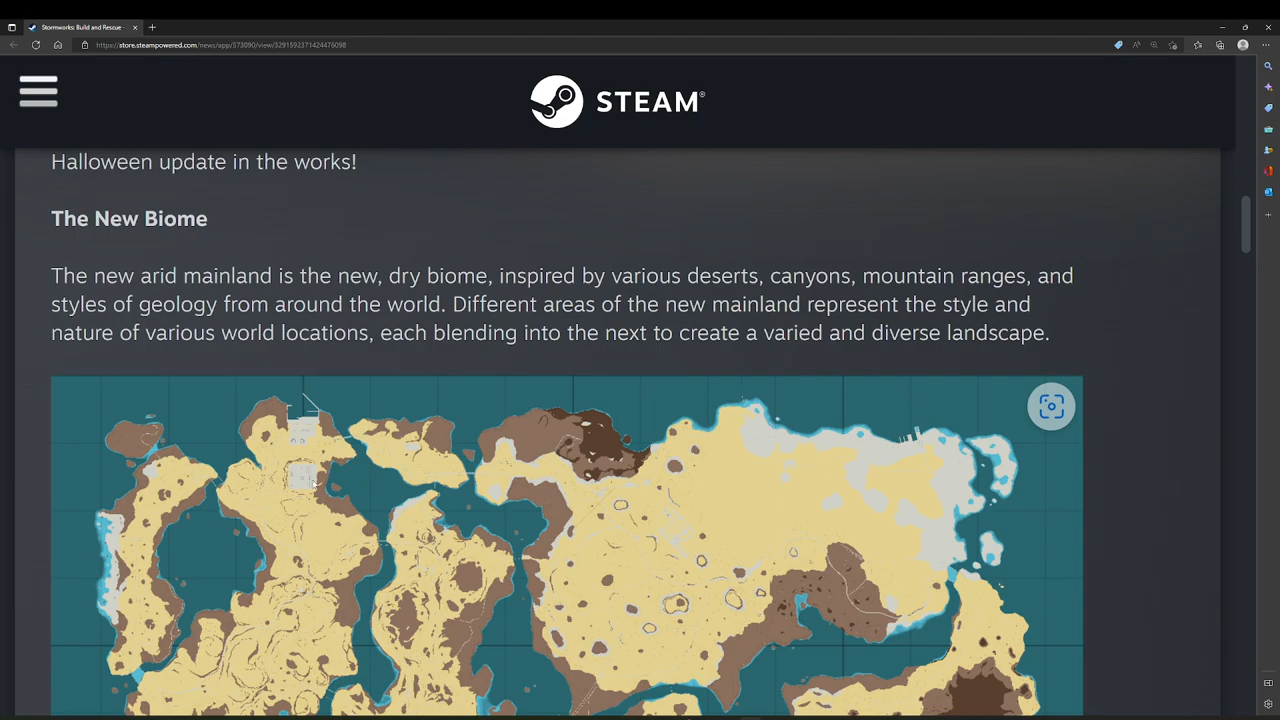 Stormworks: Build and Rescue
https://store.steampowered.com/news/app/573090/view/3291592371424476098
STEAM®
Halloween update in the works!
The New Biome
The new arid mainland is the new, dry biome, inspired by various deserts, canyons, mountain ranges, and
styles of geology from around the world. Different areas of the new mainland represent the style and
nature of various world locations, each blending into the next to create a varied and diverse landscape.